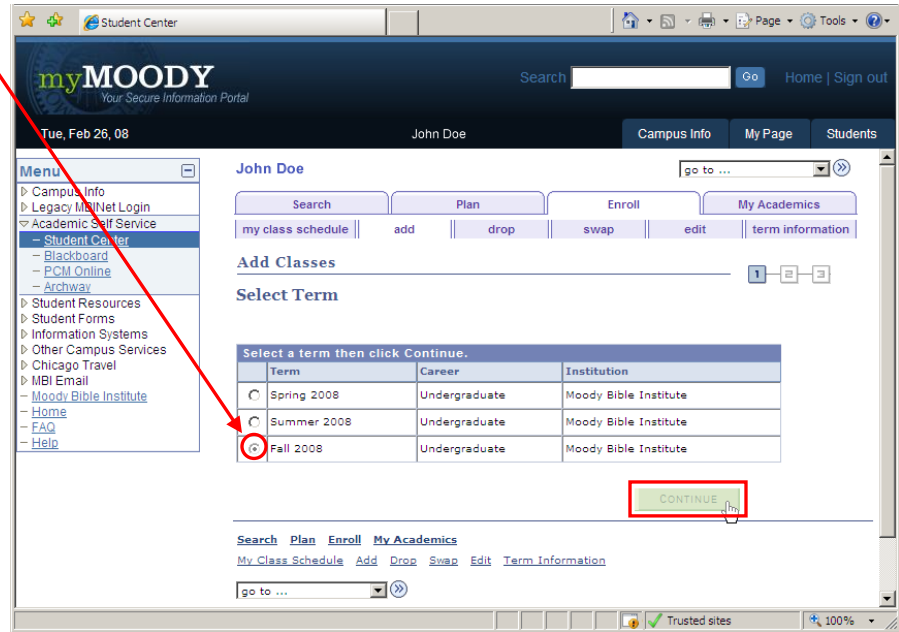 Student Center
Page
Tools
myMOODY
Your Secure Information Portal
Search
Go
Home | Sign out
Tue, Feb 26, 08
John Doe
Campus Info
My Page
Students
Menu
Campus Info
Legacy MBINet Login
Academic Self Service
– Student Center
– Blackboard
– PCM Online
– Archway
Student Resources
Student Forms
Information Systems
Other Campus Services
Chicago Travel
MBI Email
– Moody Bible Institute
– Home
– FAQ
– Help
John Doe
go to ...
Search Plan Enroll My Academics
my class schedule || add || drop || swap || edit || term information
Add Classes
1 2 3
Select Term
Select a term then click Continue.
Term Career Institution
Spring 2008 Undergraduate Moody Bible Institute
Summer 2008 Undergraduate Moody Bible Institute
Fall 2008 Undergraduate Moody Bible Institute
CONTINUE
Search Plan Enroll My Academics
My Class Schedule Add Drop Swap Edit Term Information
go to ...
Trusted sites
100%